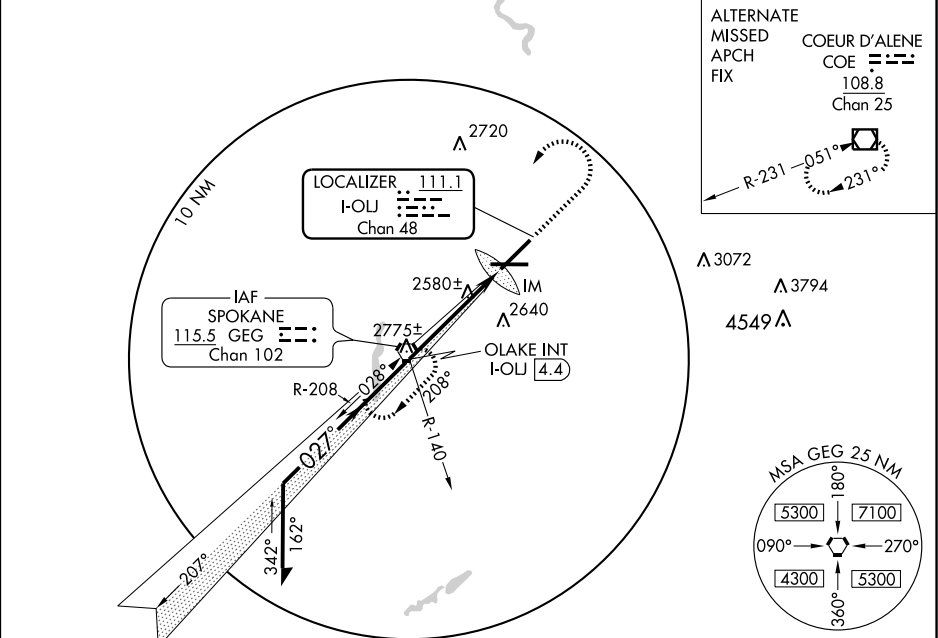 ALTERNATE
MISSED
APCH
FIX
COEUR D'ALENE
COE
108.8
Chan 25
R-231
051°
231°
10 NM
2720
LOCALIZER 111.1
I-OLJ
Chan 48
IM
2580±
2640
3072
3794
4549
IAF
SPOKANE
115.5 GEG
Chan 102
2775±
OLAKE INT
I-OLJ 4.4
R-208
028°
208°
R-140
027°
342°
162°
207°
MSA GEG 25 NM
180°
5300
7100
090°
270°
4300
5300
360°